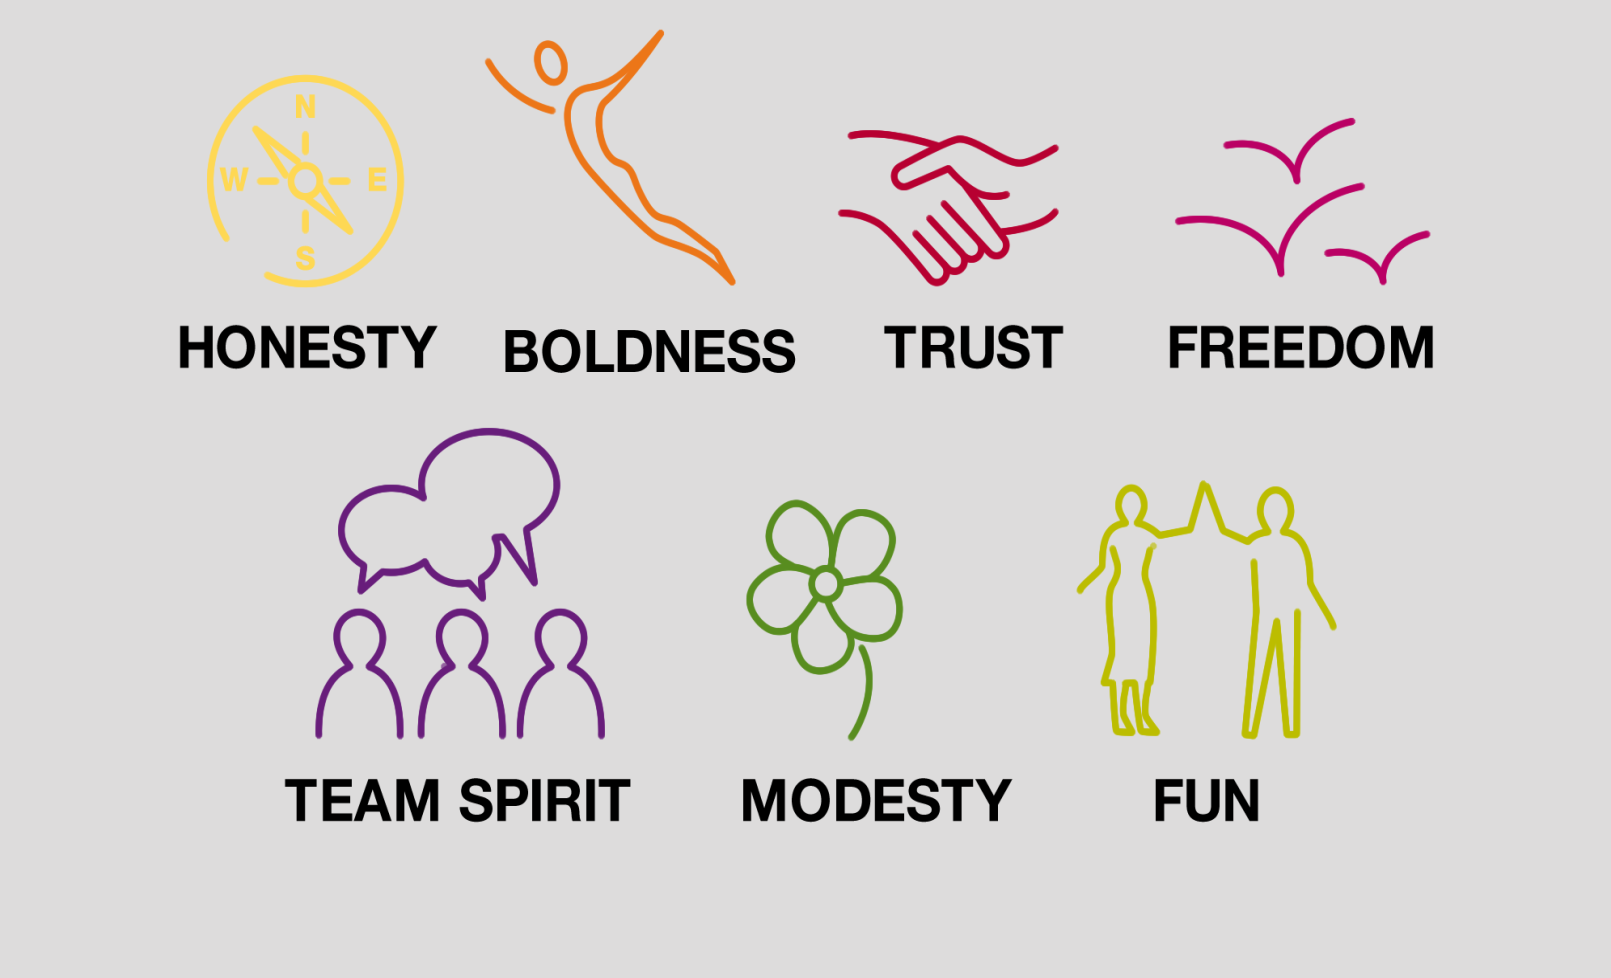 N
W E
S
HONESTY BOLDNESS TRUST FREEDOM
TEAM SPIRIT MODESTY FUN